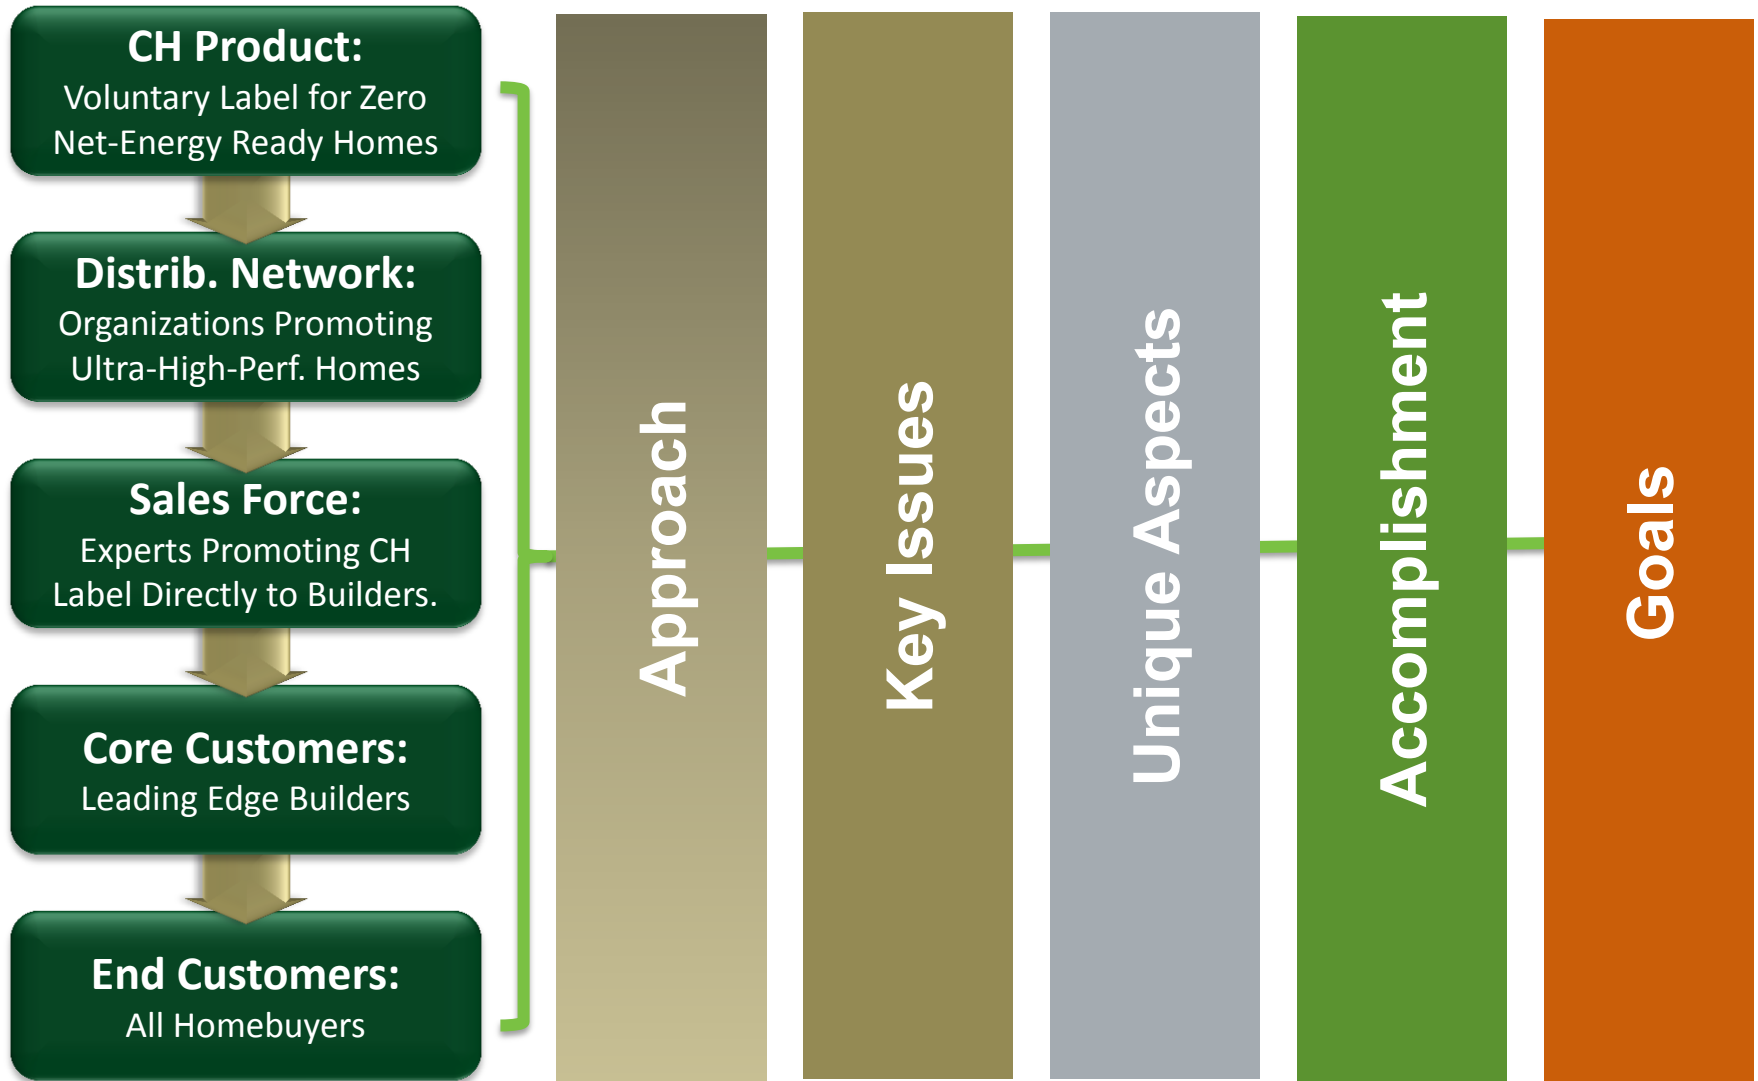 CH Product:
Voluntary Label for Zero
Net-Energy Ready Homes
Distrib. Network:
Organizations Promoting
Ultra-High-Perf. Homes
Sales Force:
Experts Promoting CH
Label Directly to Builders.
Core Customers:
Leading Edge Builders
End Customers:
All Homebuyers
Approach
Key Issues
Unique Aspects
Accomplishment
Goals